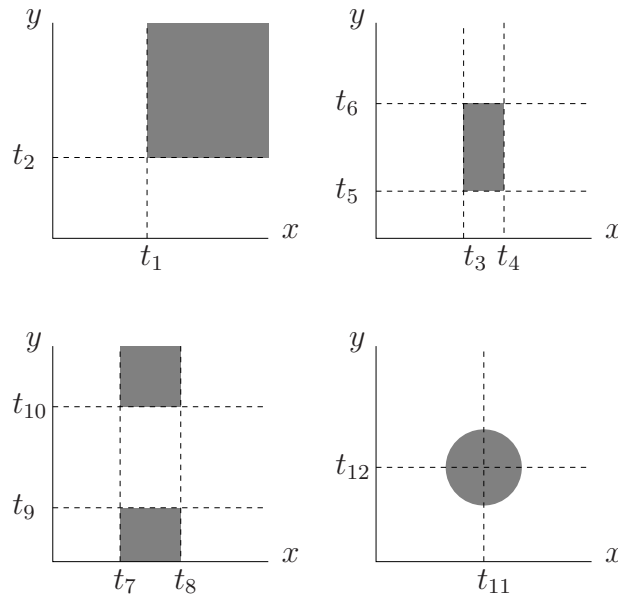 y
t₂
x
t₁
y
t₆
t₅
x
t₃ t₄
y
t₁₀
t₉
x
t₇ t₈
y
t₁₂
x
t₁₁